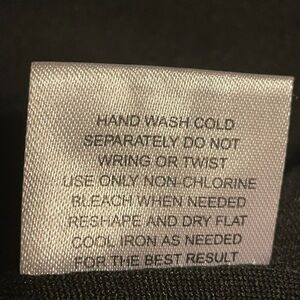 HAND WASH COLD
SEPARATELY DO NOT
WRING OR TWIST
USE ONLY NON-CHLORINE
BLEACH WHEN NEEDED
RESHAPE AND DRY FLAT
COOL IRON AS NEEDED
FOR THE BEST RESULT